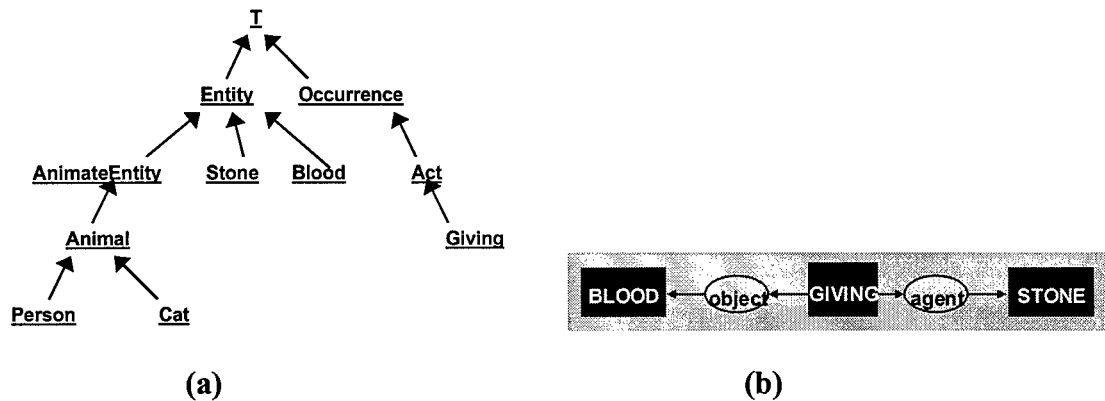 T
Entity Occurrence
AnimateEntity Stone Blood Act
Animal Giving
Person Cat
BLOOD object GIVING agent STONE
(a) (b)